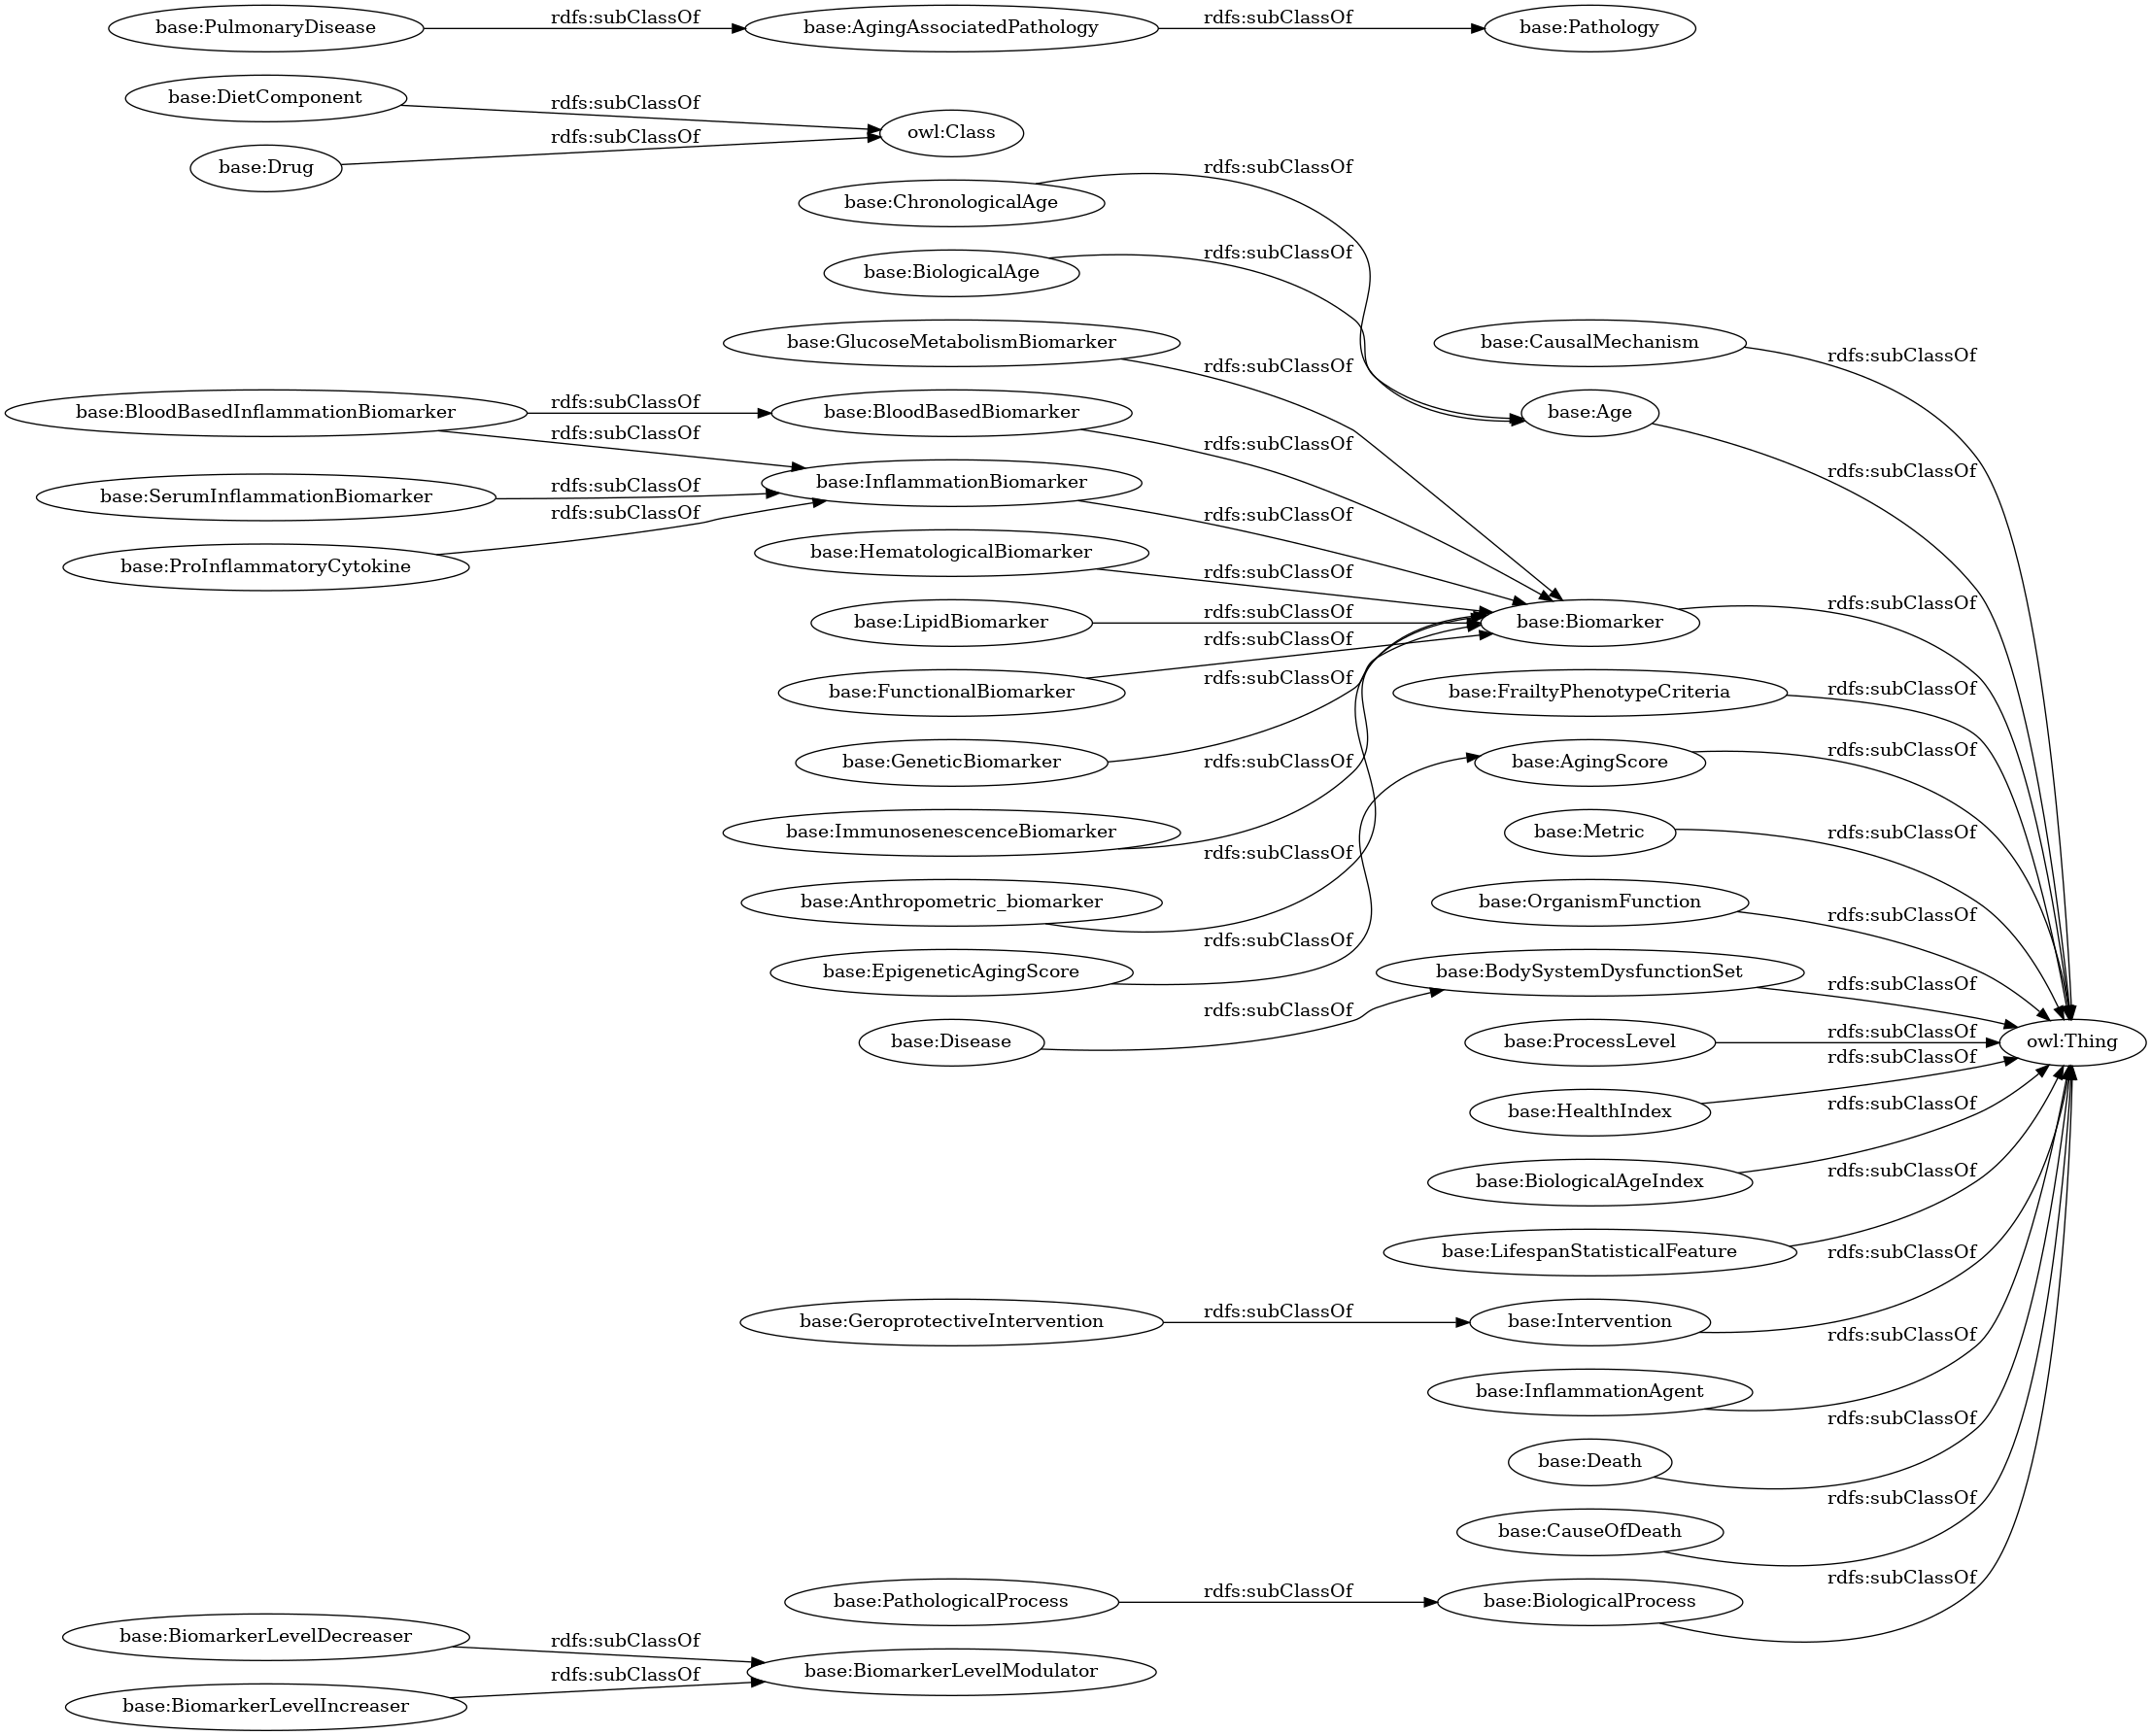 base:PulmonaryDisease
rdfs:subClassOf
base:AgingAssociatedPathology
rdfs:subClassOf
base:Pathology
base:DietComponent
rdfs:subClassOf
base:Drug
rdfs:subClassOf
owl:Class
base:ChronologicalAge
rdfs:subClassOf
base:BiologicalAge
rdfs:subClassOf
base:GlucoseMetabolismBiomarker
rdfs:subClassOf
base:CausalMechanism
rdfs:subClassOf
base:BloodBasedInflammationBiomarker
rdfs:subClassOf
rdfs:subClassOf
base:BloodBasedBiomarker
rdfs:subClassOf
base:Age
rdfs:subClassOf
base:SerumInflammationBiomarker
rdfs:subClassOf
base:InflammationBiomarker
rdfs:subClassOf
base:ProInflammatoryCytokine
rdfs:subClassOf
base:HematologicalBiomarker
rdfs:subClassOf
base:LipidBiomarker
rdfs:subClassOf
base:Biomarker
rdfs:subClassOf
base:FunctionalBiomarker
rdfs:subClassOf
base:FrailtyPhenotypeCriteria
rdfs:subClassOf
base:GeneticBiomarker
rdfs:subClassOf
base:AgingScore
rdfs:subClassOf
base:ImmunosenescenceBiomarker
rdfs:subClassOf
base:Metric
rdfs:subClassOf
base:Anthropometric_biomarker
rdfs:subClassOf
base:OrganismFunction
rdfs:subClassOf
base:EpigeneticAgingScore
rdfs:subClassOf
base:BodySystemDysfunctionSet
rdfs:subClassOf
base:Disease
rdfs:subClassOf
base:ProcessLevel
rdfs:subClassOf
owl:Thing
base:HealthIndex
rdfs:subClassOf
base:BiologicalAgeIndex
rdfs:subClassOf
base:LifespanStatisticalFeature
rdfs:subClassOf
base:GeroprotectiveIntervention
rdfs:subClassOf
base:Intervention
rdfs:subClassOf
base:InflammationAgent
rdfs:subClassOf
base:Death
rdfs:subClassOf
base:CauseOfDeath
rdfs:subClassOf
base:PathologicalProcess
rdfs:subClassOf
base:BiologicalProcess
rdfs:subClassOf
base:BiomarkerLevelDecreaser
rdfs:subClassOf
base:BiomarkerLevelModulator
base:BiomarkerLevelIncreaser
rdfs:subClassOf